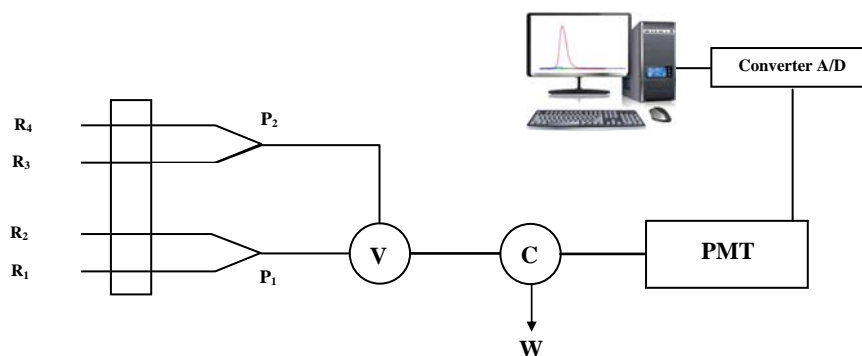 Converter A/D
R₄
P₂
R₃
R₂
V
C
PMT
R₁
P₁
W